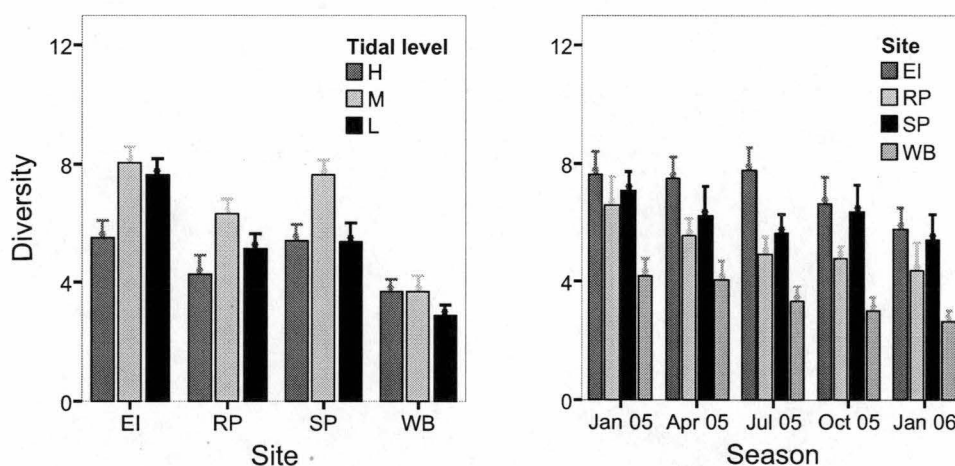 Diversity
12
8
4
0
Tidal level
H
M
L
EI RP SP WB
Site
12
8
4
0
Site
EI
RP
SP
WB
Jan 05 Apr 05 Jul 05 Oct 05 Jan 06
Season